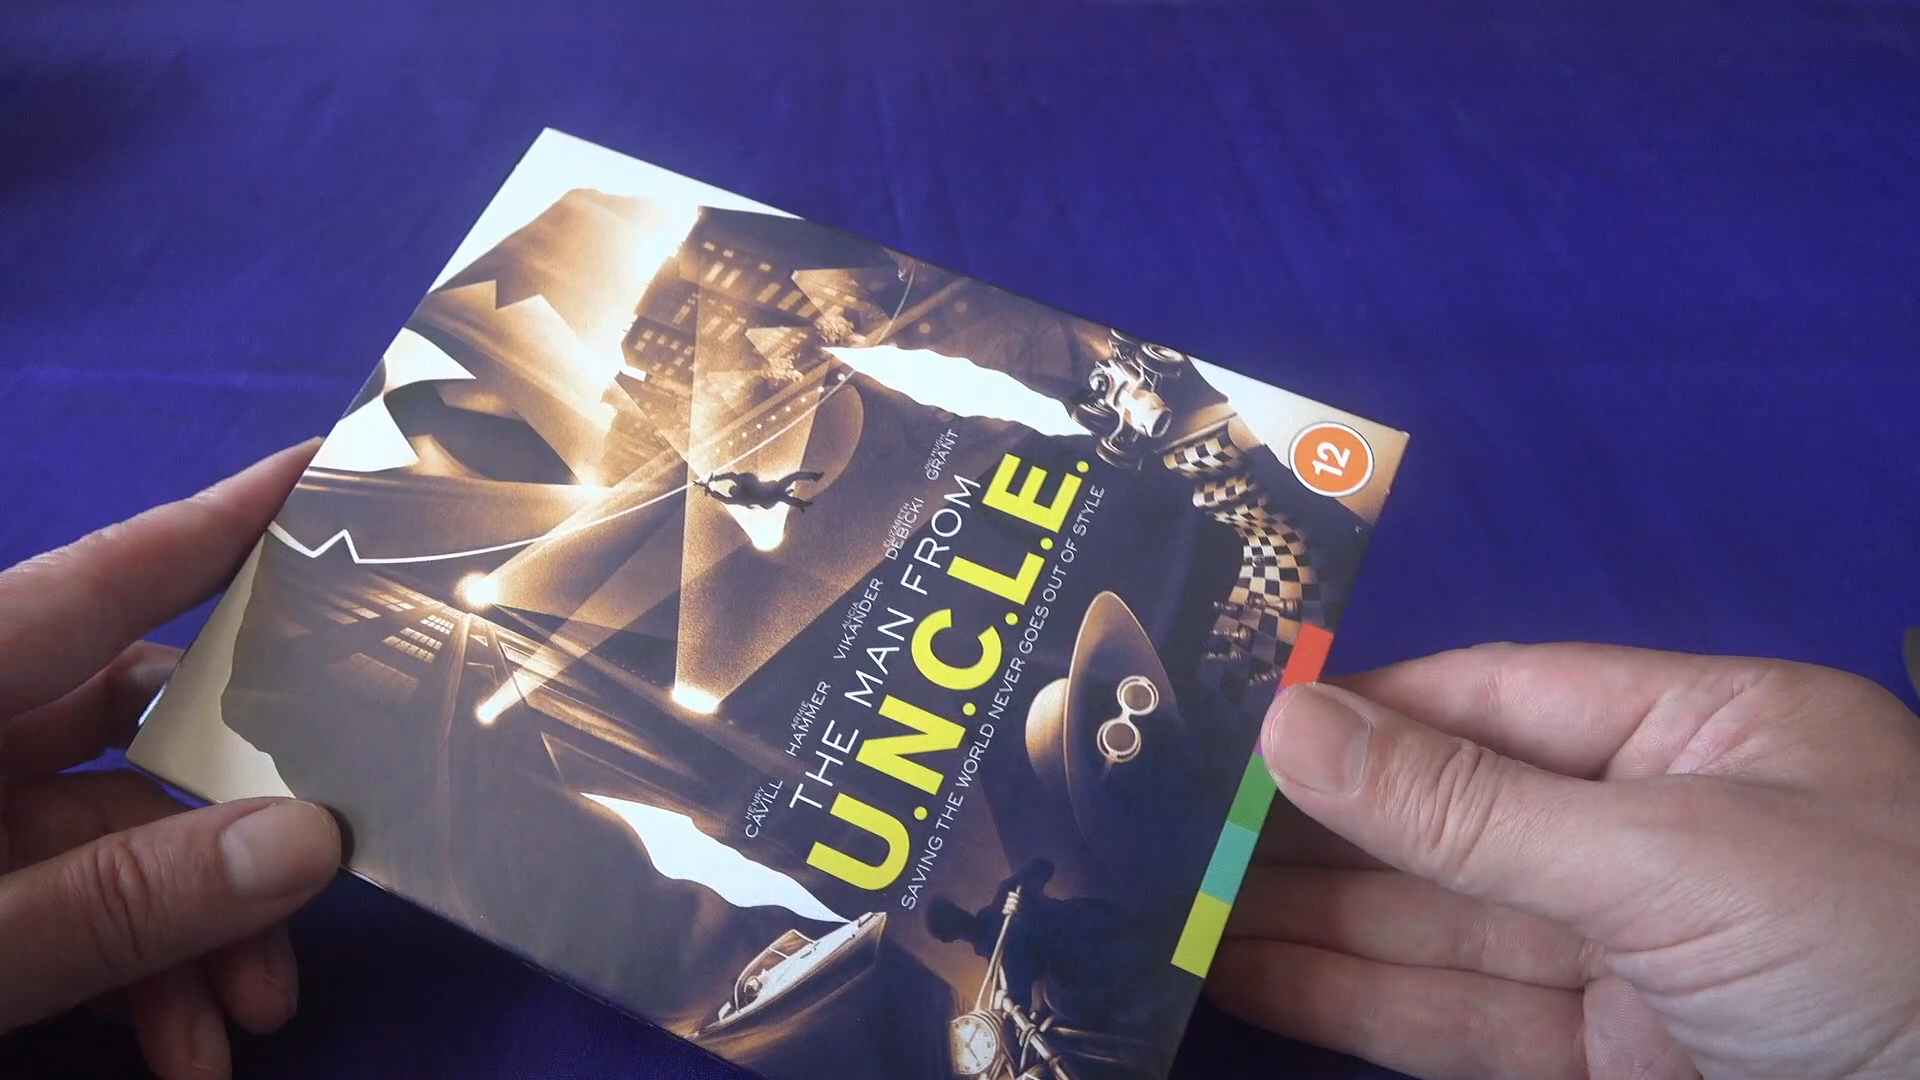 HENRY
CAVILL
ARMIE
HAMMER
ALICIA
VIKANDER
ELIZABETH
DEBICKI
AND HUGH
GRANT
THE MAN FROM
U.N.C.L.E.
SAVING THE WORLD NEVER GOES OUT OF STYLE
12